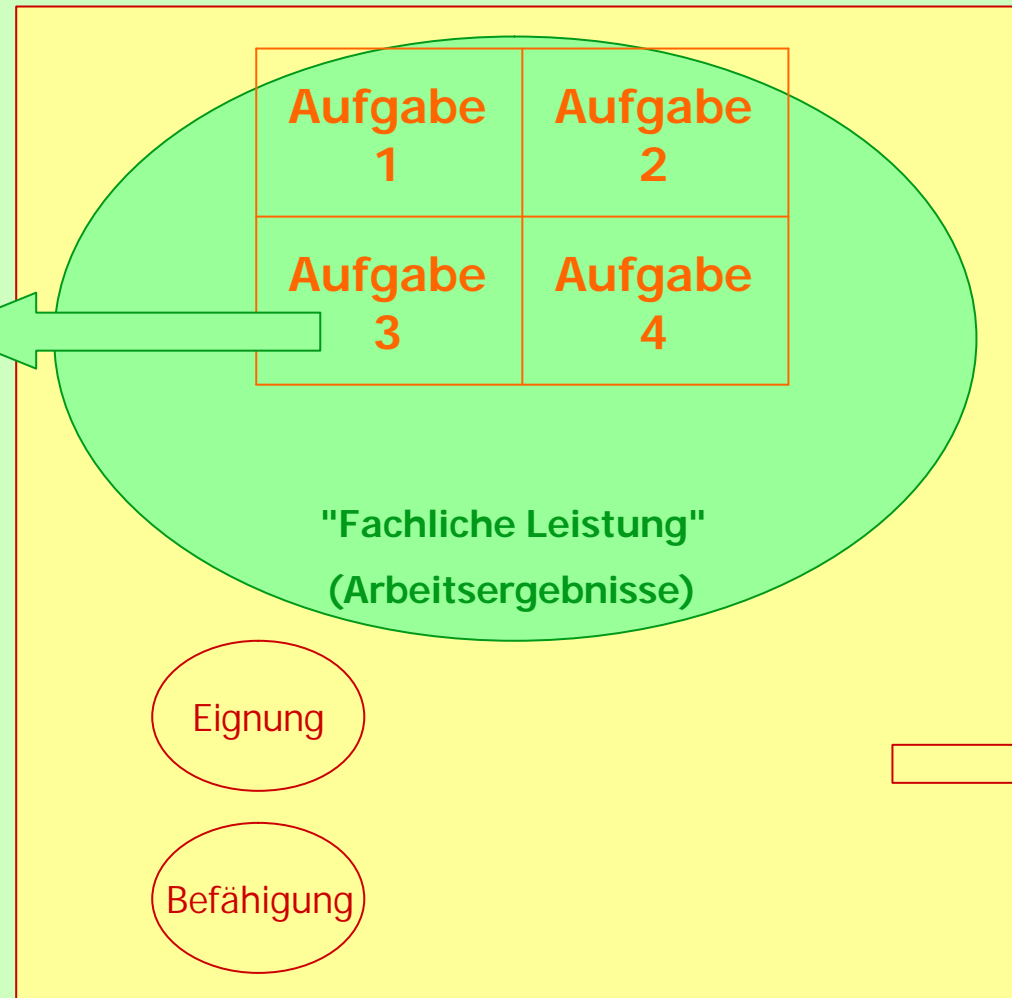 Aufgabe
1
Aufgabe
2
Aufgabe
3
Aufgabe
4
"Fachliche Leistung"
(Arbeitsergebnisse)
Eignung
Befähigung